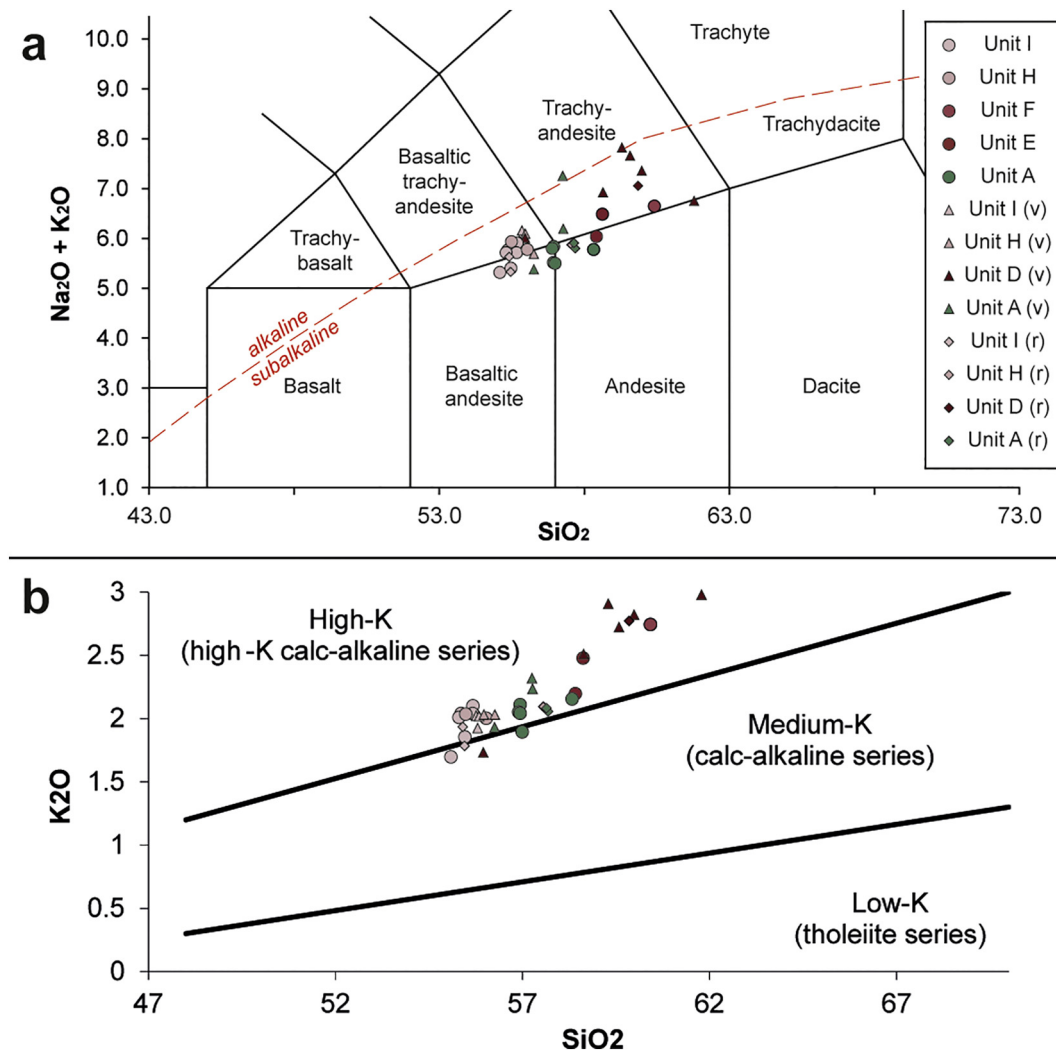 a
10.0
9.0
8.0
7.0
6.0
5.0
4.0
3.0
2.0
1.0
Na2O + K2O
43.0
53.0
63.0
73.0
SiO2
Trachyte
Trachy-
andesite
Trachydacite
Basaltic
trachy-
andesite
Trachy-
basalt
alkaline
subalkaline
Basalt
Basaltic
andesite
Andesite
Dacite
Unit I
Unit H
Unit F
Unit E
Unit A
Unit I (v)
Unit H (v)
Unit D (v)
Unit A (v)
Unit I (r)
Unit H (r)
Unit D (r)
Unit A (r)
b
3
2.5
2
1.5
1
0.5
0
K2O
High-K
(high -K calc-alkaline series)
Medium-K
(calc-alkaline series)
Low-K
(tholeiite series)
47
52
57
62
67
SiO2